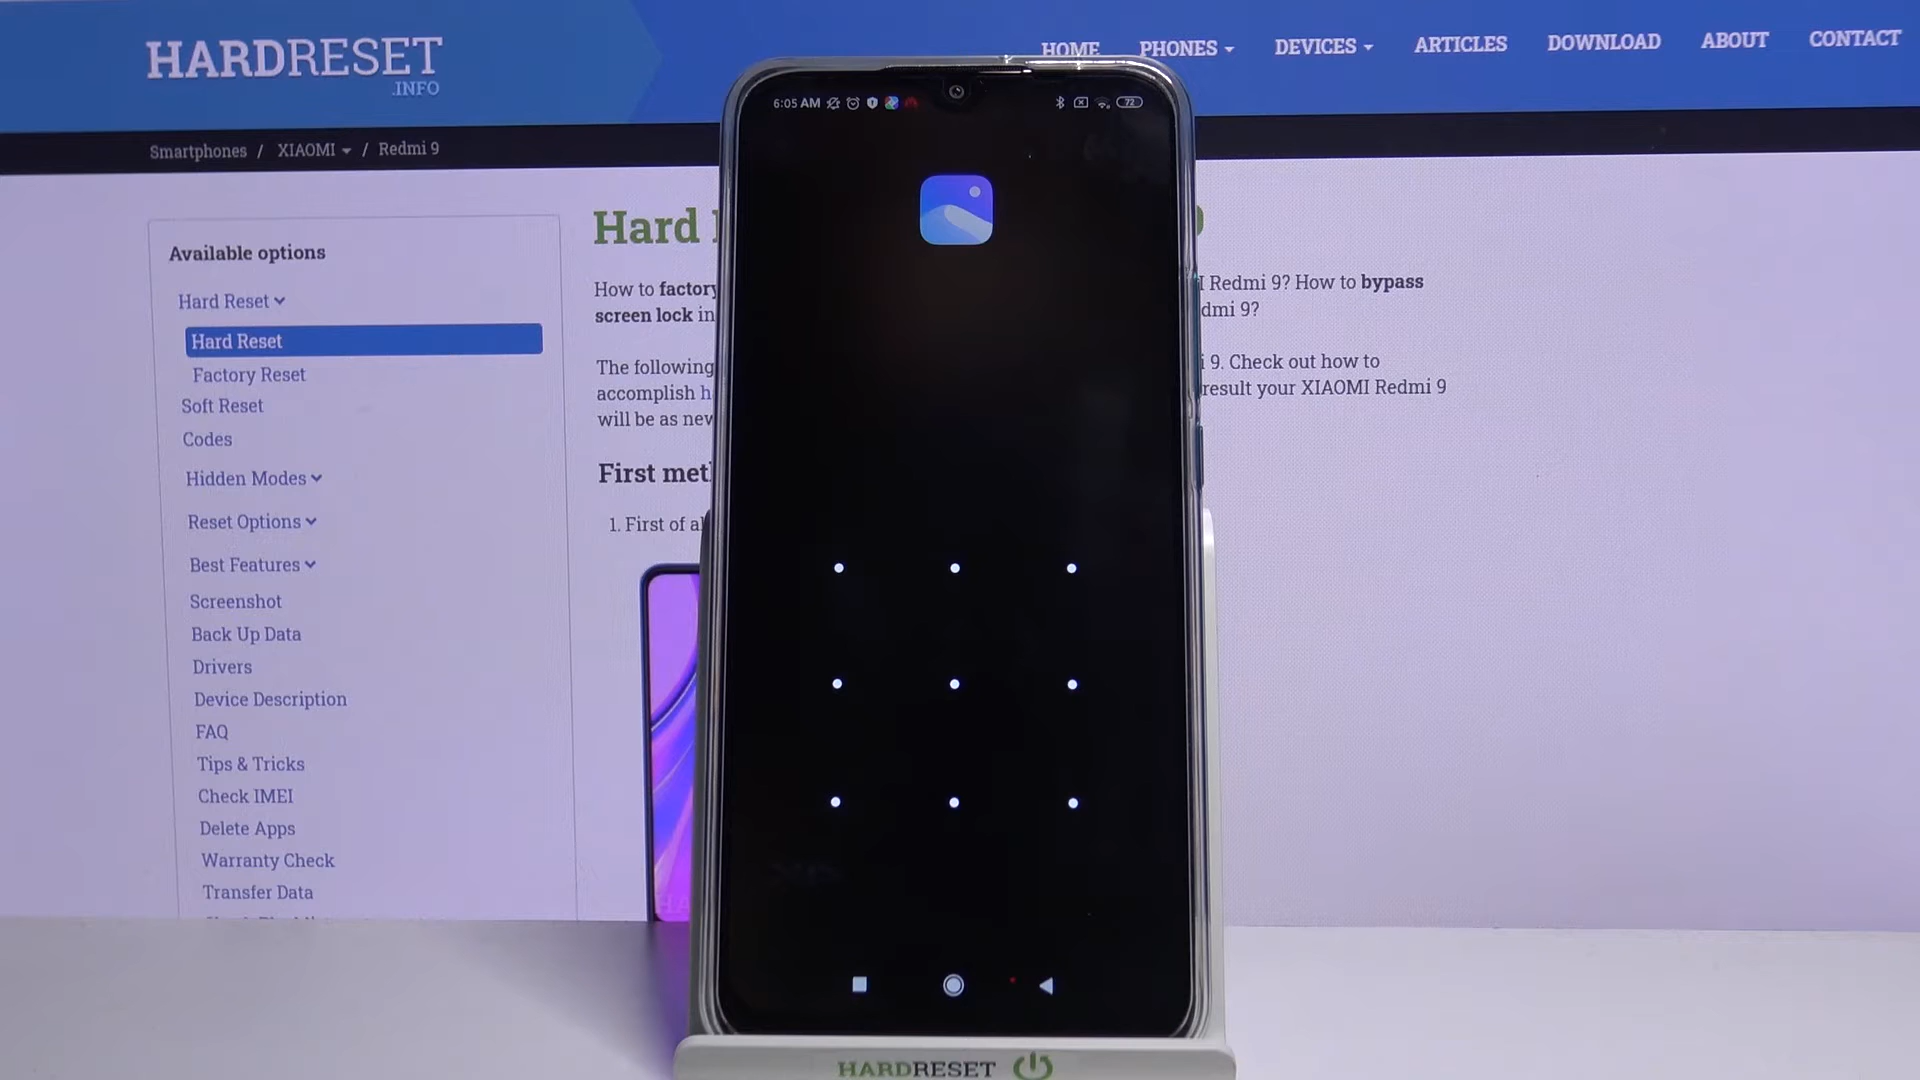 HARDRESET
.INFO
HOME PHONES DEVICES ARTICLES DOWNLOAD ABOUT CONTACT
Smartphones / XIAOMI / Redmi 9
6:05 AM
72
Available options
Hard Reset
Hard Reset
Factory Reset
Soft Reset
Codes
Hidden Modes
Reset Options
Best Features
Screenshot
Back Up Data
Drivers
Device Description
FAQ
Tips & Tricks
Check IMEI
Delete Apps
Warranty Check
Transfer Data
Hard
9
How to factory
I Redmi 9? How to bypass
screen lock in
dmi 9?
The following
i 9. Check out how to
accomplish h
result your XIAOMI Redmi 9
will be as new
First met
1. First of al
HARDRESET